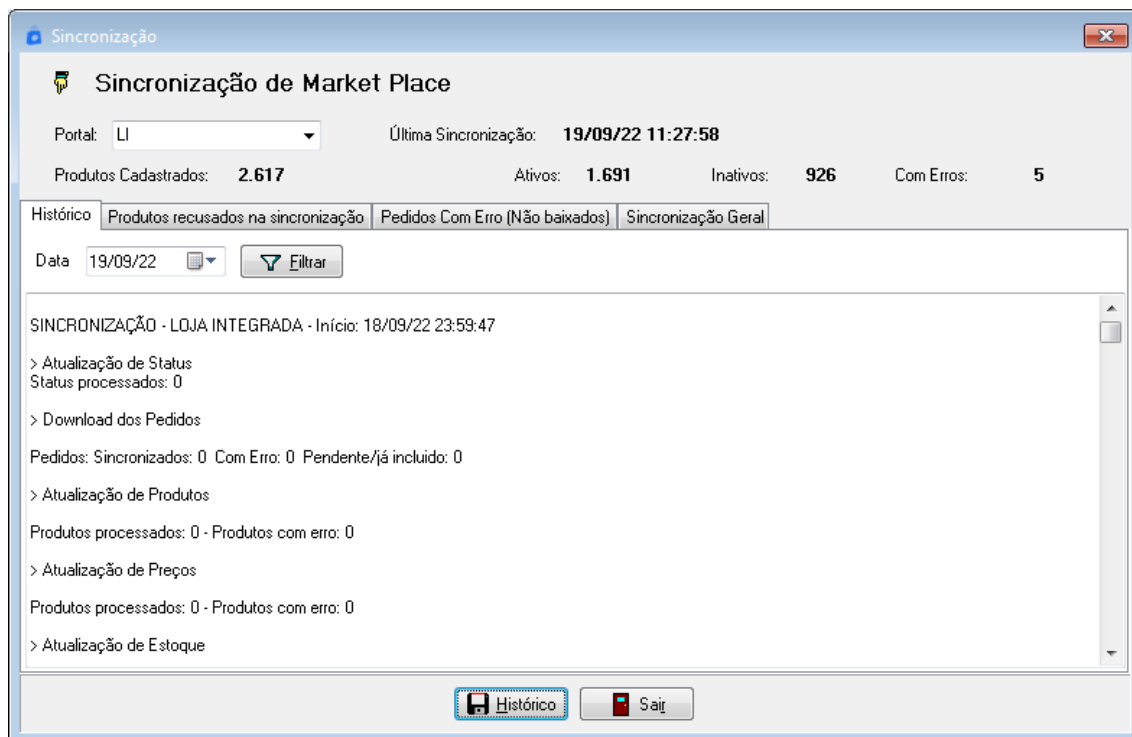 Sincronização
Sincronização de Market Place
Portal: LI Última Sincronização: 19/09/22 11:27:58
Produtos Cadastrados: 2.617 Ativos: 1.691 Inativos: 926 Com Erros: 5
Histórico Produtos recusados na sincronização Pedidos Com Erro (Não baixados) Sincronização Geral
Data 19/09/22 Filtrar
SINCRONIZAÇÃO - LOJA INTEGRADA - Início: 18/09/22 23:59:47
> Atualização de Status
Status processados: 0
> Download dos Pedidos
Pedidos: Sincronizados: 0 Com Erro: 0 Pendente/já incluido: 0
> Atualização de Produtos
Produtos processados: 0 - Produtos com erro: 0
> Atualização de Preços
Produtos processados: 0 - Produtos com erro: 0
> Atualização de Estoque
Histórico Sair